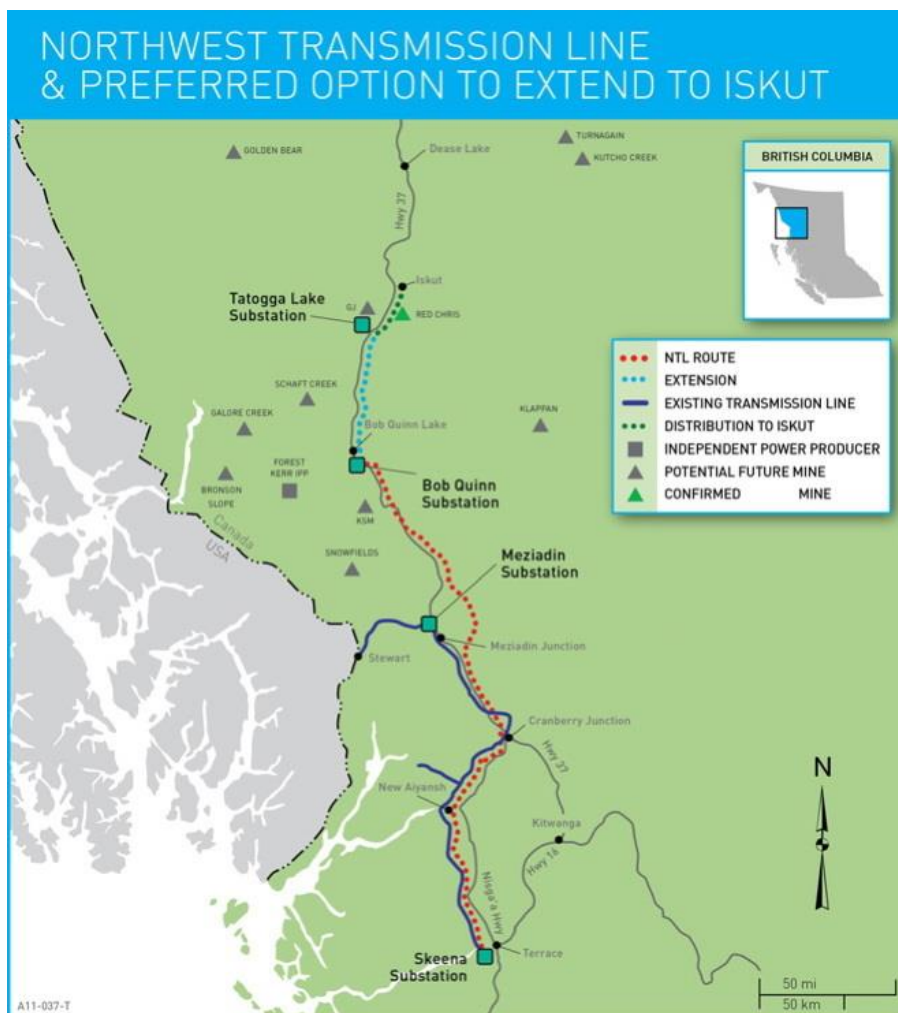 NORTHWEST TRANSMISSION LINE
& PREFERRED OPTION TO EXTEND TO ISKUT
GOLDEN BEAR
Dease Lake
TURNAGAIN
KUTCHO CREEK
BRITISH COLUMBIA
Hwy 37
Iskut
Tatogga Lake
Substation
GJ
RED CHRIS
NTL ROUTE
EXTENSION
EXISTING TRANSMISSION LINE
DISTRIBUTION TO ISKUT
INDEPENDENT POWER PRODUCER
POTENTIAL FUTURE MINE
CONFIRMED MINE
SCHAFT CREEK
GALORE CREEK
KLAPPAN
Bob Quinn Lake
FOREST
KERR IPP
BRONSON
SLOPE
Bob Quinn
Substation
KSM
Canada
USA
SNOWFIELDS
Meziadin
Substation
Meziadin Junction
Stewart
Cranberry Junction
Hwy 37
New Aiyansh
N
Kitwanga
Hwy 16
Nisga'a Hwy
Terrace
Skeena
Substation
50 mi
50 km
A11-037-T